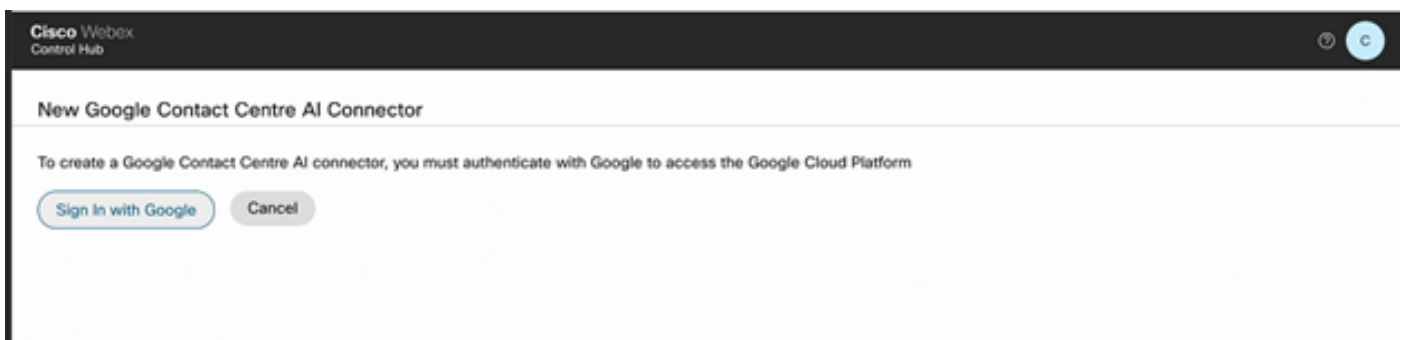 Cisco Webex
Control Hub
C
New Google Contact Centre AI Connector
To create a Google Contact Centre AI connector, you must authenticate with Google to access the Google Cloud Platform
Sign In with Google
Cancel